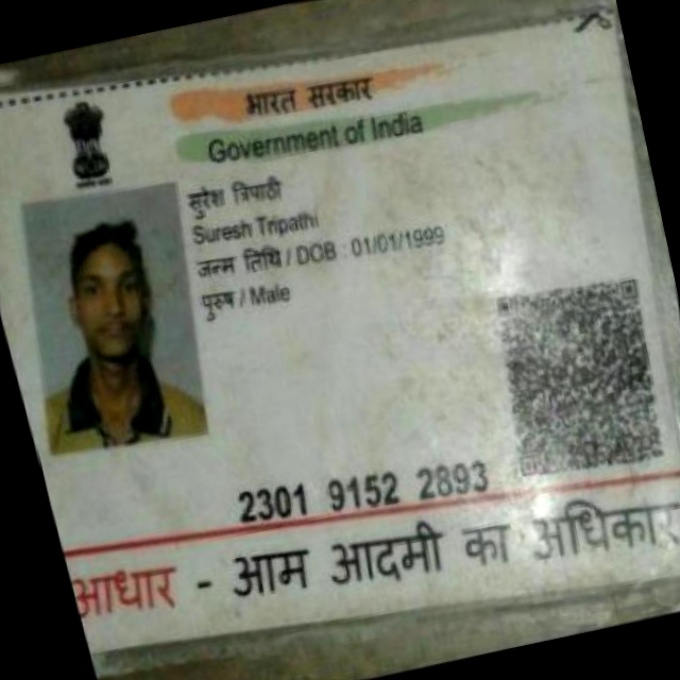 भारत सरकार
Government of India
सुरेश त्रिपाठी
Suresh Tripathi
जन्म तिथि / DOB : 01/01/1999
पुरुष / Male
2301 9152 2893
आधार - आम आदमी का अधिकार